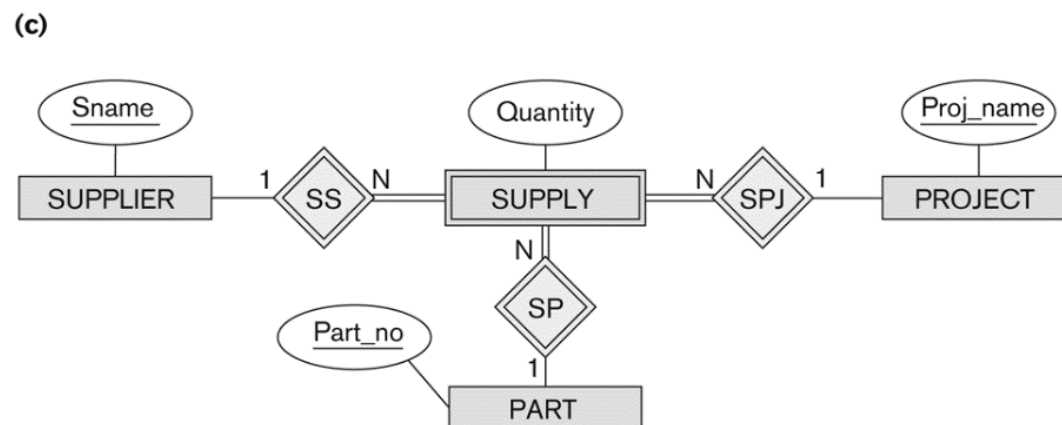 (c)
Sname
Quantity
Proj_name
SUPPLIER
1
SS
N
SUPPLY
N
SPJ
1
PROJECT
N
SP
Part_no
1
PART